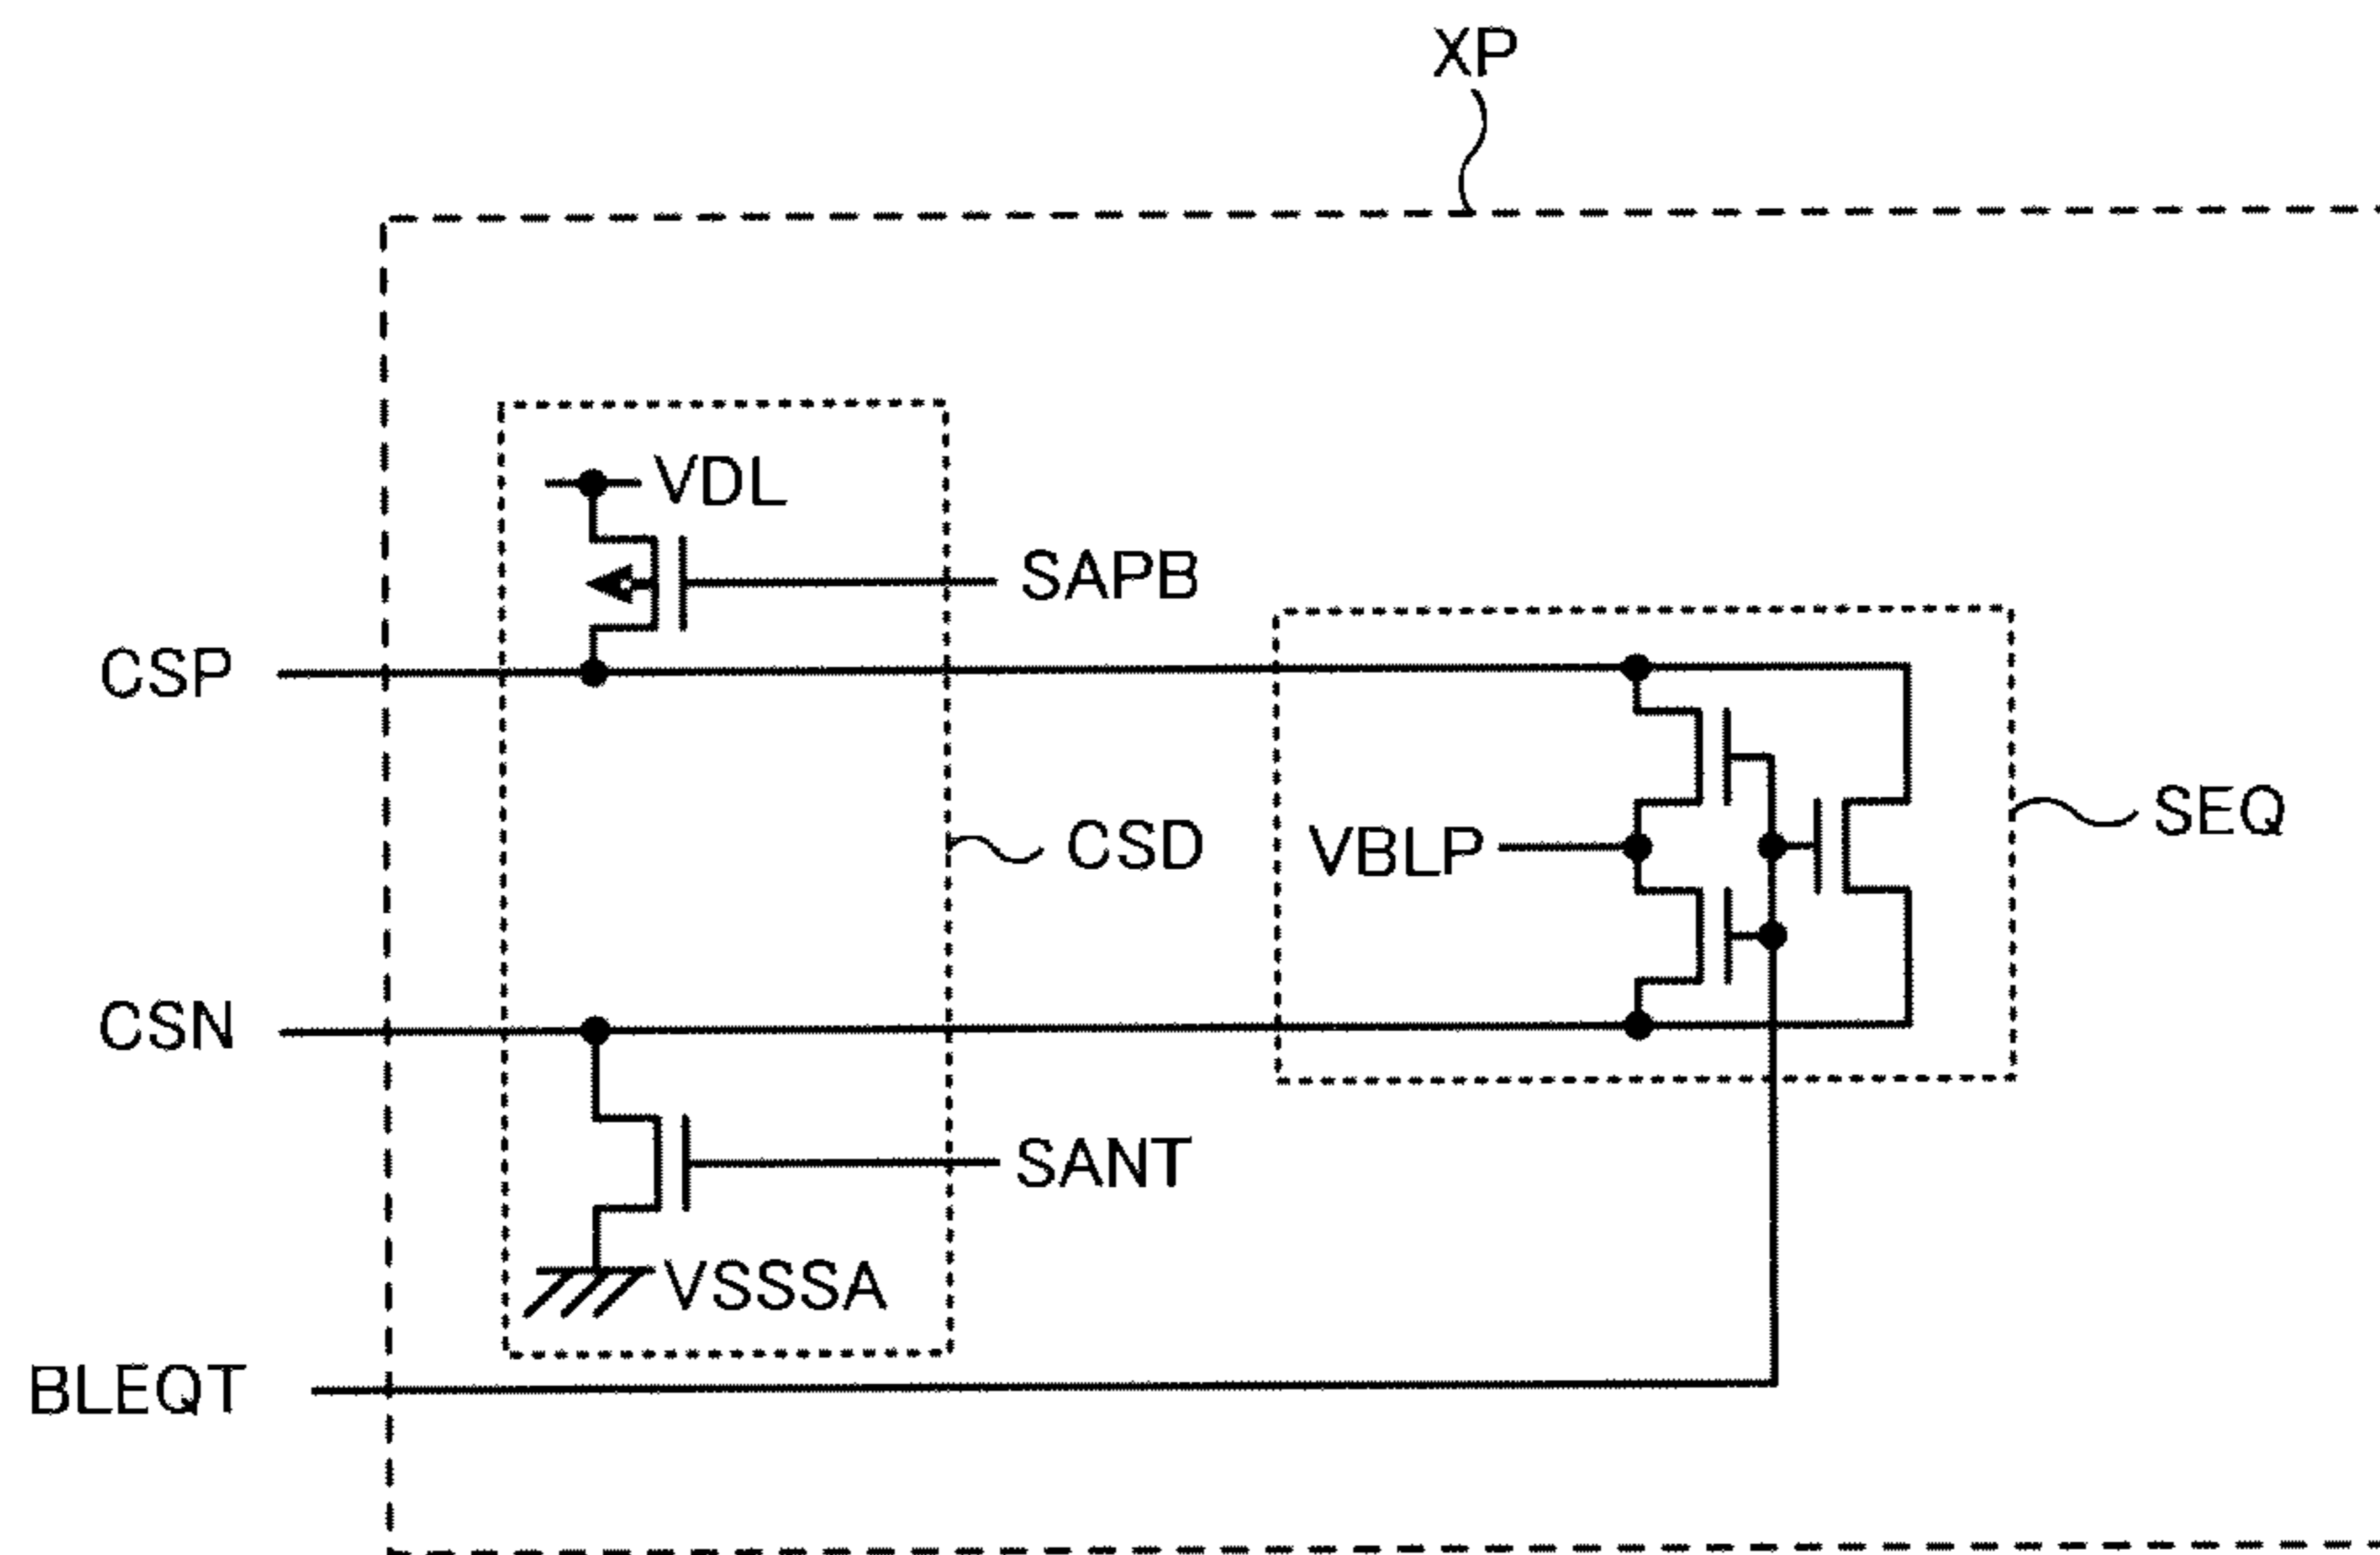 XP
VDL
SAPB
CSP
SEQ
CSD
VBLP
CSN
SANT
VSSSA
BLEQT